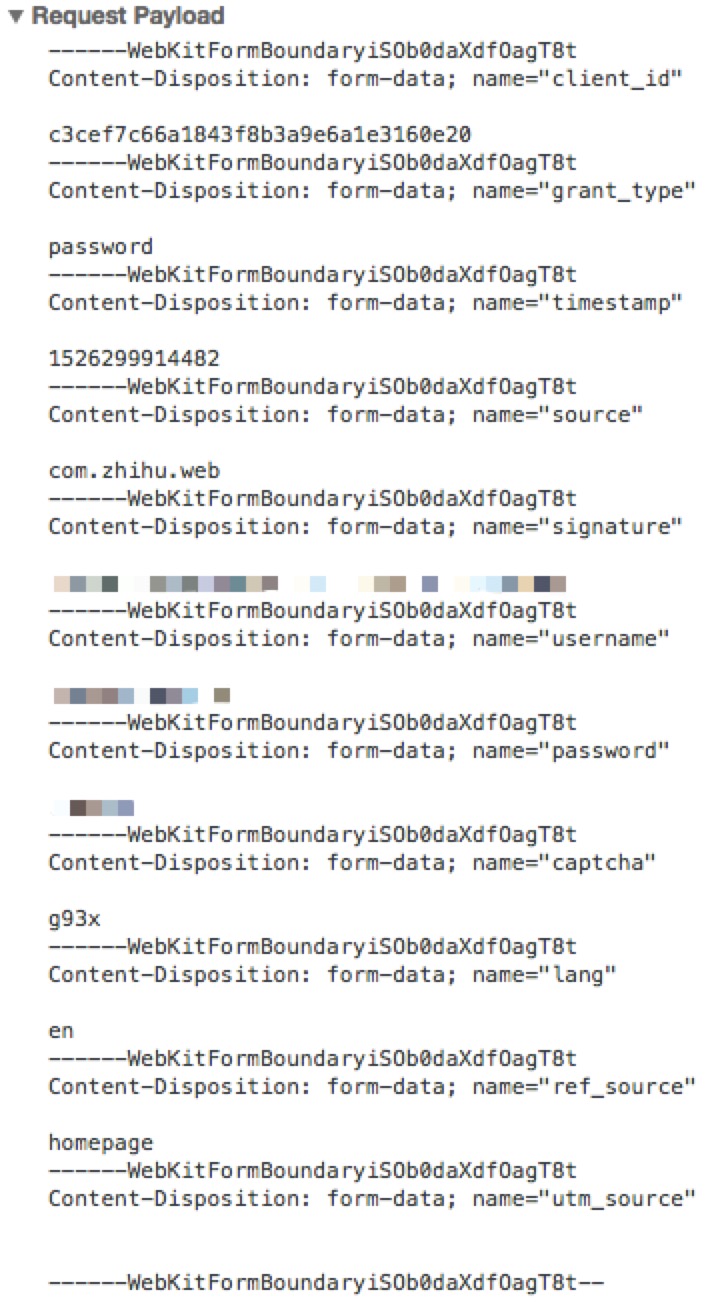 ▼ Request Payload
------WebKitFormBoundaryiSOb0daXdfOagT8t
Content-Disposition: form-data; name="client_id"
c3cef7c66a1843f8b3a9e6a1e3160e20
------WebKitFormBoundaryiSOb0daXdfOagT8t
Content-Disposition: form-data; name="grant_type"
password
------WebKitFormBoundaryiSOb0daXdfOagT8t
Content-Disposition: form-data; name="timestamp"
1526299914482
------WebKitFormBoundaryiSOb0daXdfOagT8t
Content-Disposition: form-data; name="source"
com.zhihu.web
------WebKitFormBoundaryiSOb0daXdfOagT8t
Content-Disposition: form-data; name="signature"
------WebKitFormBoundaryiSOb0daXdfOagT8t
Content-Disposition: form-data; name="username"
------WebKitFormBoundaryiSOb0daXdfOagT8t
Content-Disposition: form-data; name="password"
------WebKitFormBoundaryiSOb0daXdfOagT8t
Content-Disposition: form-data; name="captcha"
g93x
------WebKitFormBoundaryiSOb0daXdfOagT8t
Content-Disposition: form-data; name="lang"
en
------WebKitFormBoundaryiSOb0daXdfOagT8t
Content-Disposition: form-data; name="ref_source"
homepage
------WebKitFormBoundaryiSOb0daXdfOagT8t
Content-Disposition: form-data; name="utm_source"
------WebKitFormBoundaryiSOb0daXdfOagT8t--